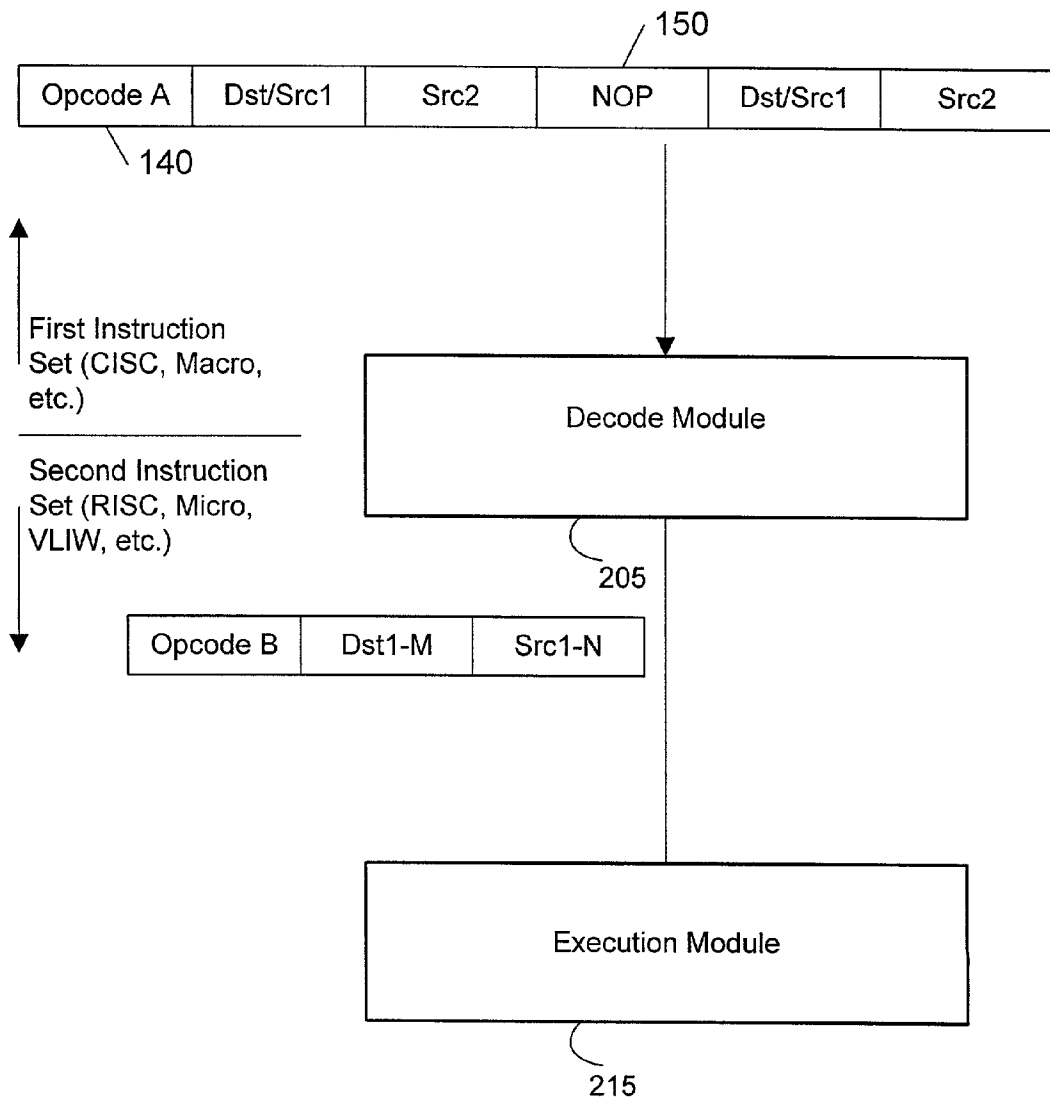 150
Opcode A Dst/Src1 Src2 NOP Dst/Src1 Src2
140
First Instruction
Set (CISC, Macro,
etc.)
Decode Module
Second Instruction
Set (RISC, Micro,
VLIW, etc.)
205
Opcode B Dst1-M Src1-N
Execution Module
215